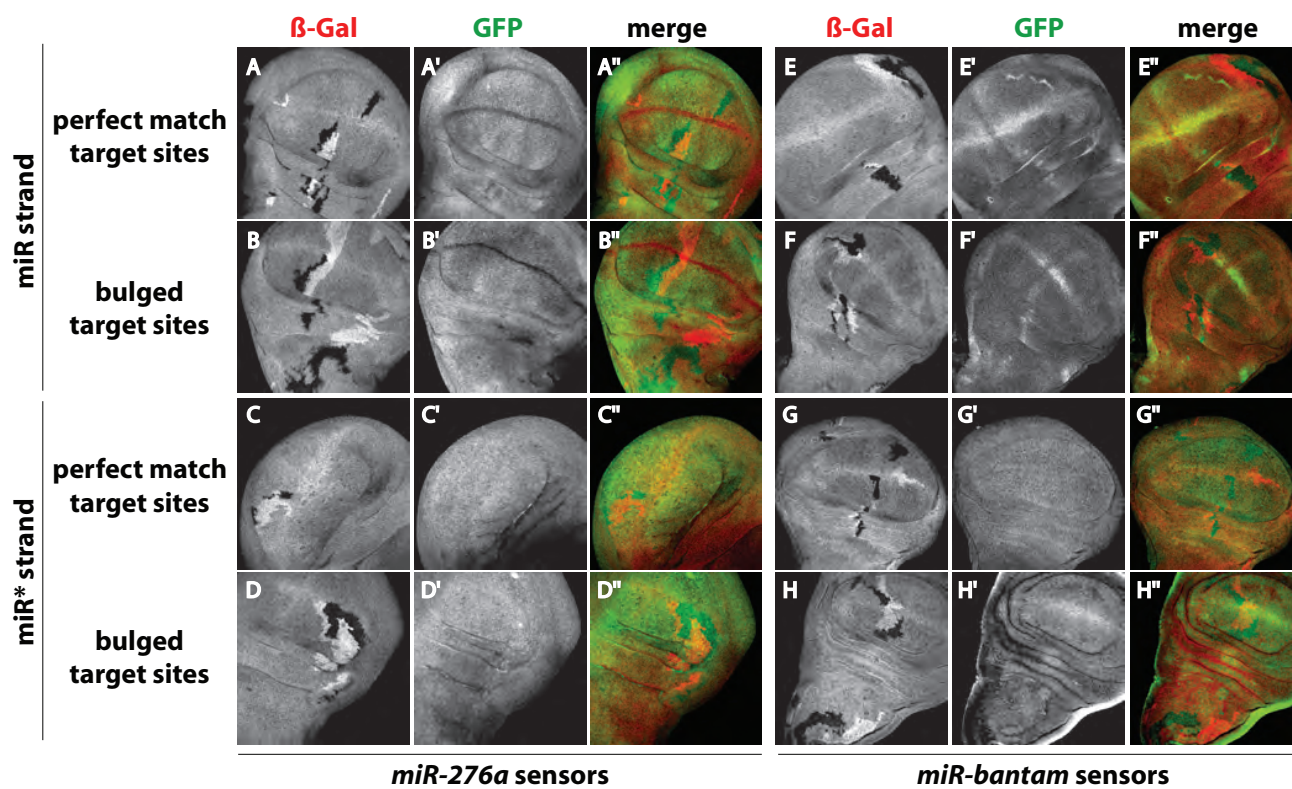 ß-Gal GFP merge ß-Gal GFP merge
miR strand
perfect match
target sites
A A' A" E E' E"
bulged
target sites
B B' B" F F' F"
miR* strand
perfect match
target sites
C C' C" G G' G"
bulged
target sites
D D' D" H H' H"
miR-276a sensors miR-bantam sensors